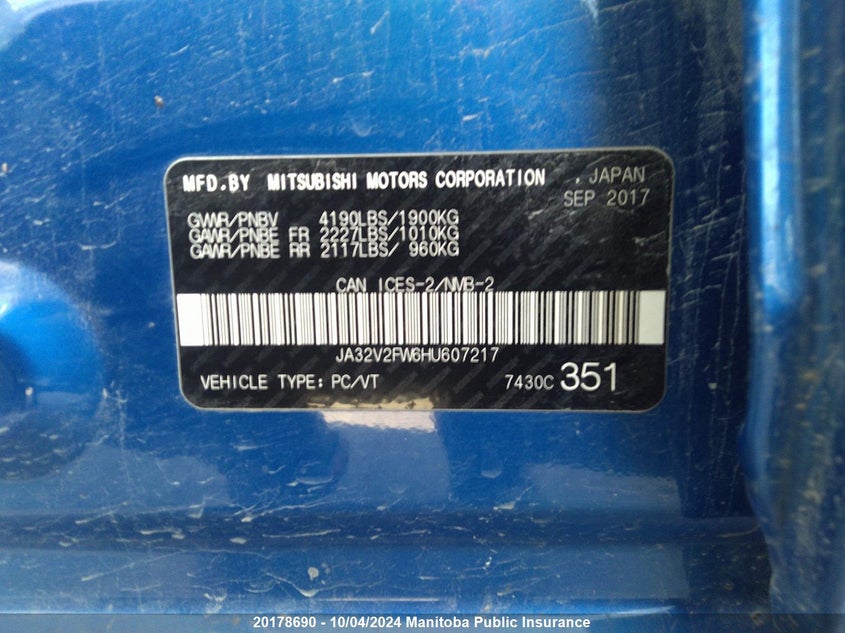 MFD.BY MITSUBISHI MOTORS CORPORATION , JAPAN
SEP 2017
GVWR/PNBV 4190LBS/1900KG
GAWR/PNBE FR 2227LBS/1010KG
GAWR/PNBE RR 2117LBS/ 960KG
CAN ICES-2/NMB-2
JA32V2FW6HU607217
VEHICLE TYPE: PC/VT 7430C 351
20178690 - 10/04/2024 Manitoba Public Insurance